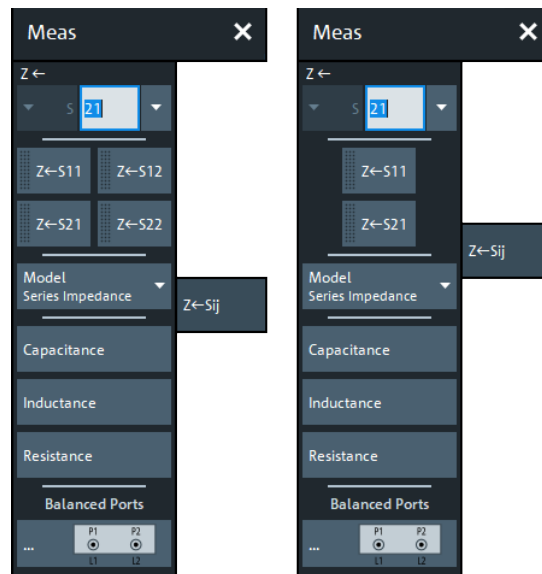 Meas ✕
Z ←
S 21
Z←S11 Z←S12
Z←S21 Z←S22
Model
Series Impedance
Z←Sij
Capacitance
Inductance
Resistance
Balanced Ports
... P1 P2
L1 L2
Meas ✕
Z ←
S 21
Z←S11
Z←S21
Z←Sij
Model
Series Impedance
Capacitance
Inductance
Resistance
Balanced Ports
... P1 P2
L1 L2